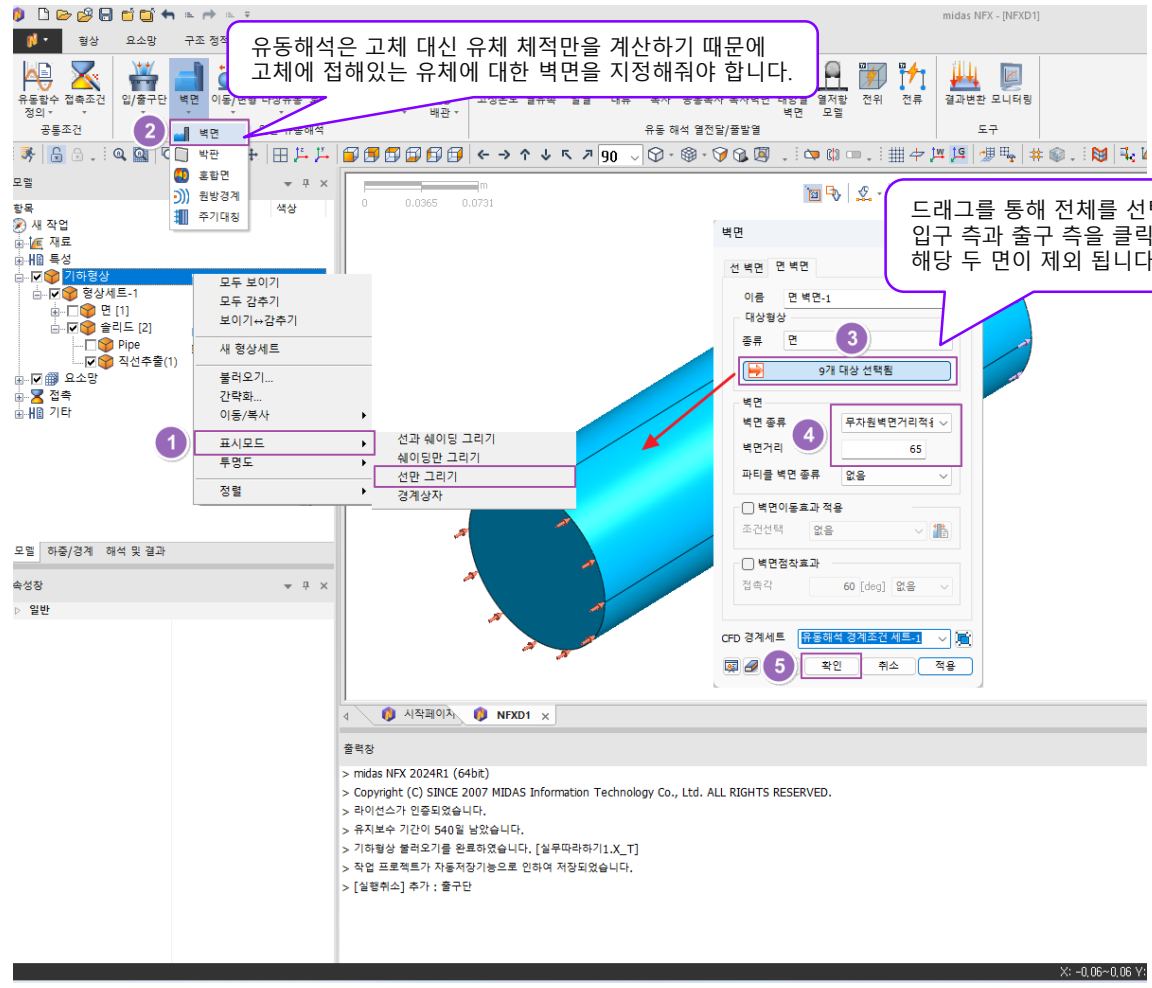 midas NFX - [NFXD1]
형상 요소망 구조 정적
유동해석은 고체 대신 유체 체적만을 계산하기 때문에
고체에 접해있는 유체에 대한 벽면을 지정해줘야 합니다.
유동함수 접촉조건 입/출구단 벽면
정의 배관 벽면 모델
열저항 전위 전류 결과변환 모니터링
공통조건 유동 해석 열전달/줄발열 도구
2
벽면
박판
혼합면
원방경계
주기대칭
90
모델
항목 색상
새 작업
재료
특성
기하형상
형상세트-1
면 [1]
솔리드 [2]
Pipe
직선추출(1)
요소망
접촉
기타
모두 보이기
모두 감추기
보이기↔감추기
새 형상세트
불러오기...
간략화...
이동/복사
1
표시모드
투명도
정렬
선과 쉐이딩 그리기
쉐이딩만 그리기
선만 그리기
경계상자
m
0 0.0365 0.0731
드래그를 통해 전체를 선
입구 측과 출구 측을 클릭
해당 두 면이 제외 됩니다
벽면
선 벽면 면 벽면
이름 면 벽면-1
대상형상
종류 면
3
9개 대상 선택됨
벽면
벽면 종류 무차원벽면거리적용
4
벽면거리 65
파티클 벽면 종류 없음
벽면이동효과 적용
조건선택 없음
벽면점착효과
접촉각 60 [deg] 없음
CFD 경계세트 유동해석 경계조건 세트-1
5
확인 취소 적용
모델 하중/경계 해석 및 결과
속성창
일반
시작페이지 NFXD1
출력창
> midas NFX 2024R1 (64bit)
> Copyright (C) SINCE 2007 MIDAS Information Technology Co., Ltd. ALL RIGHTS RESERVED.
> 라이선스가 인증되었습니다.
> 유지보수 기간이 540일 남았습니다.
> 기하형상 불러오기를 완료하였습니다. [실무따라하기1.X_T]
> 작업 프로젝트가 자동저장기능으로 인하여 저장되었습니다.
> [실행취소] 추가 : 출구단
X: -0.06~0.06 Y: